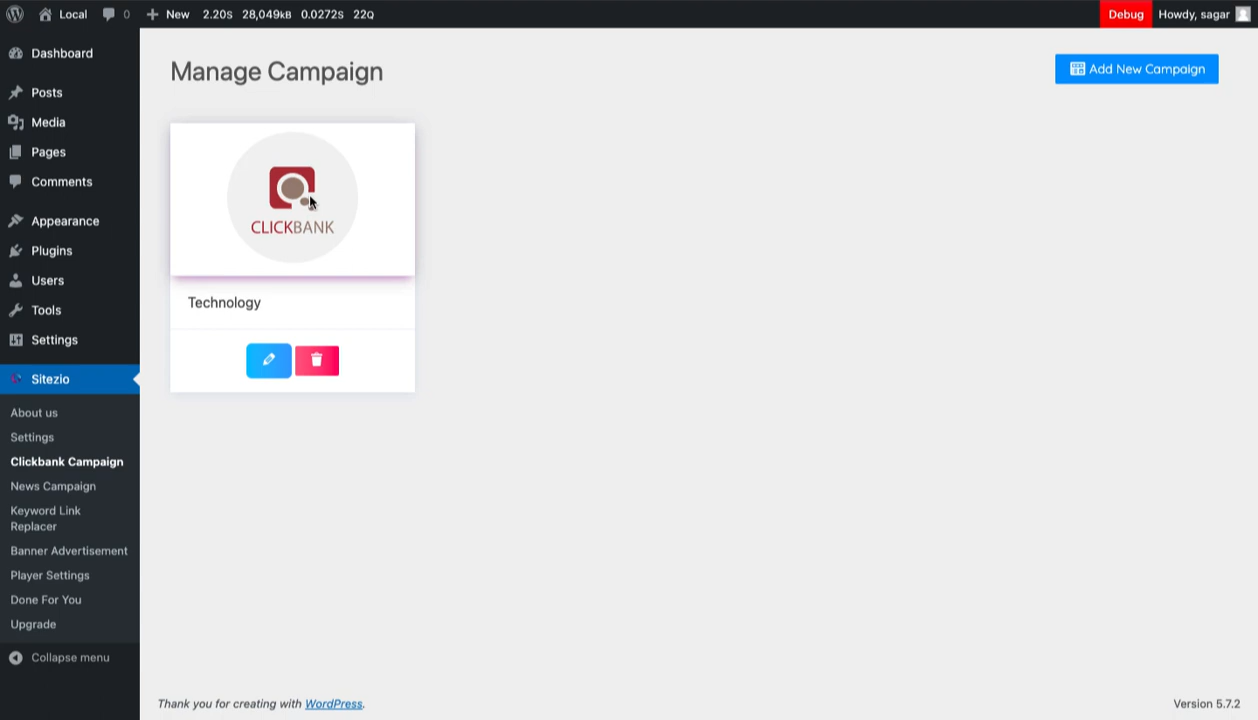 Local 0 New 2.20S 28,049KB 0.0272S 22Q Debug Howdy, sagar
Dashboard
Posts
Media
Pages
Comments
Appearance
Plugins
Users
Tools
Settings
Sitezio
About us
Settings
Clickbank Campaign
News Campaign
Keyword Link
Replacer
Banner Advertisement
Player Settings
Done For You
Upgrade
Collapse menu
Manage Campaign
Add New Campaign
CLICKBANK
Technology
Thank you for creating with WordPress.
Version 5.7.2